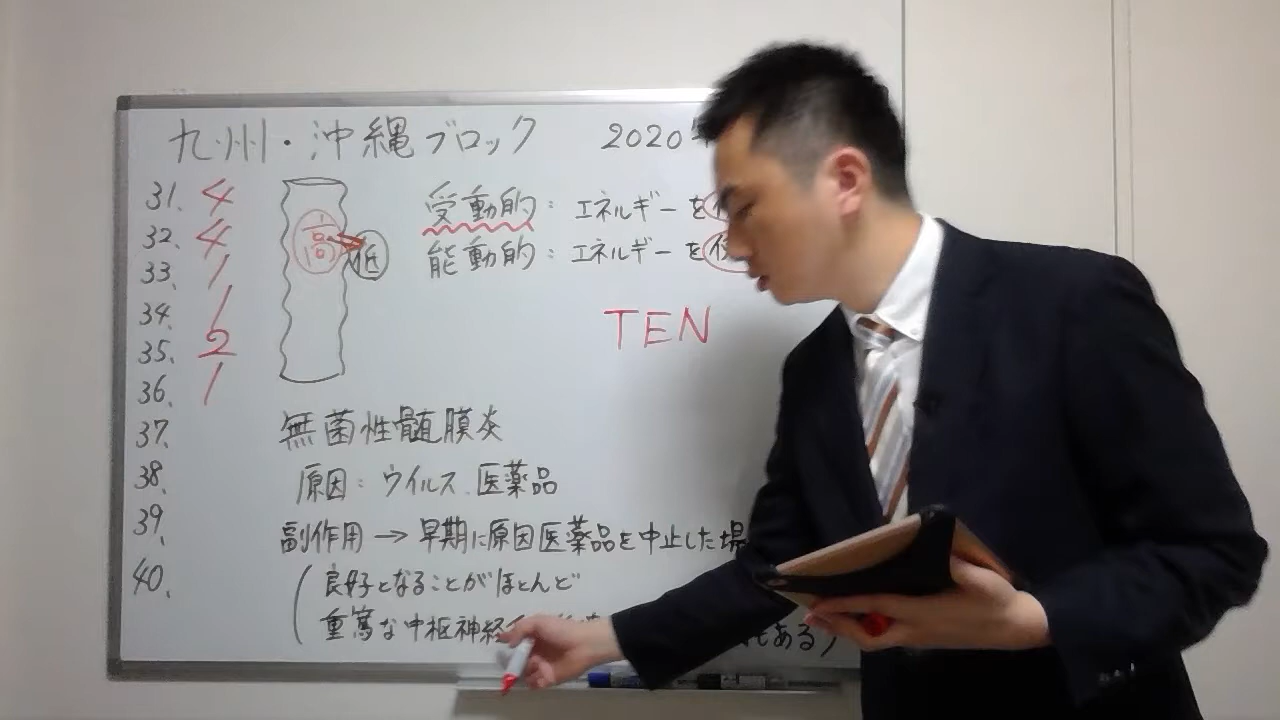 九州・沖縄ブロック 2020
31. 4
32. 4
33. 1
34. 1
35. 2
36. 1
37.
38.
39.
40.
高
低
受動的：エネルギーを
能動的：エネルギーを
TEN
無菌性髄膜炎
原因：ウイルス、医薬品
副作用→早期に原因医薬品を中止した場
(良好となることがほとんど
重篤な中枢神経 もある)